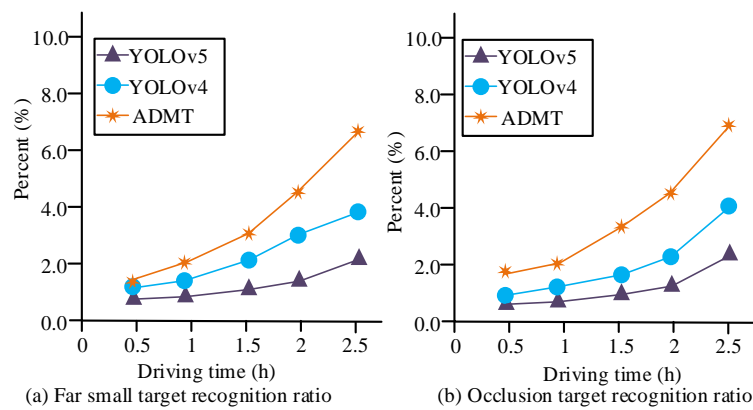 10.0
8.0
6.0
4.0
2.0
0.0
Percent (%)
YOLOv5
YOLOv4
ADMT
0 0.5 1 1.5 2 2.5
Driving time (h)
(a) Far small target recognition ratio
10.0
8.0
6.0
4.0
2.0
0.0
Percent (%)
YOLOv5
YOLOv4
ADMT
0 0.5 1 1.5 2 2.5
Driving time (h)
(b) Occlusion target recognition ratio